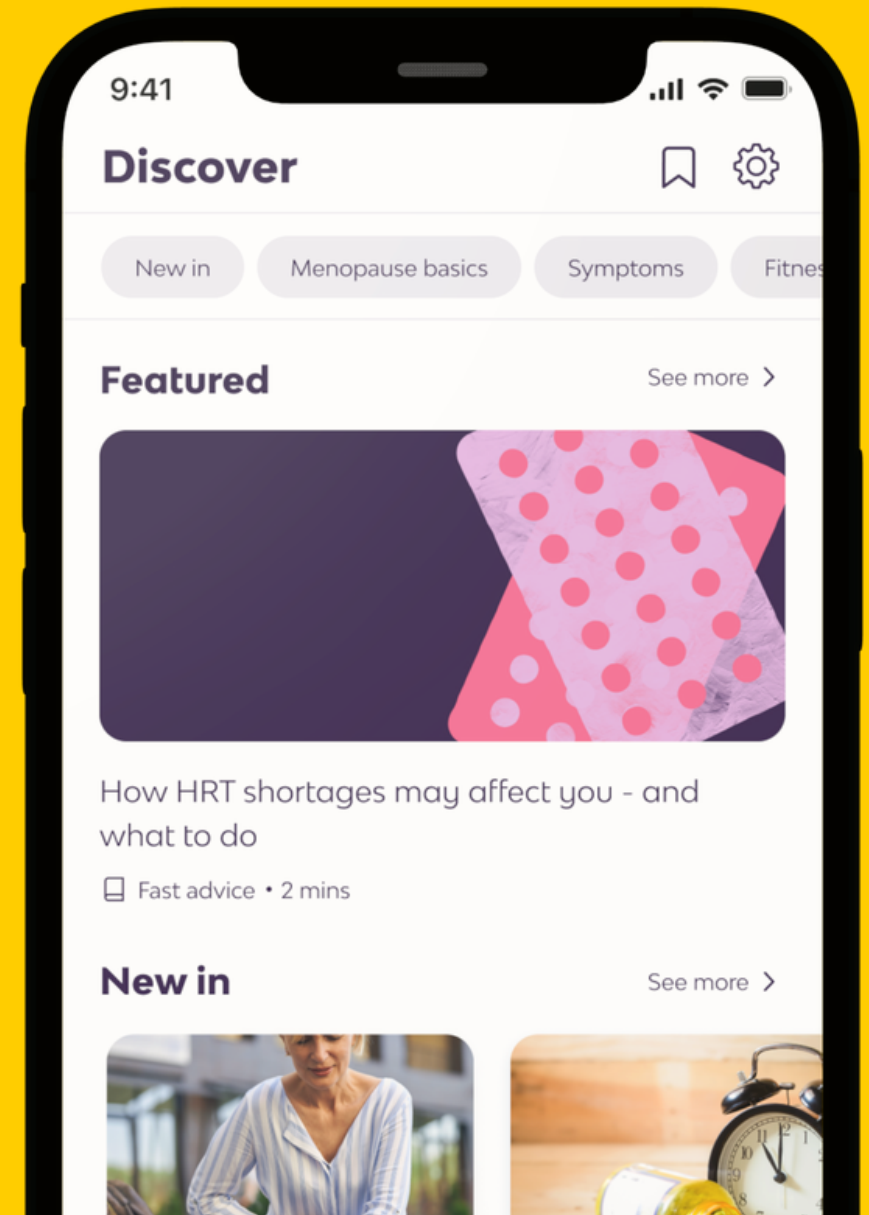 9:41
Discover
New in
Menopause basics
Symptoms
Fitnes
Featured
See more
How HRT shortages may affect you - and
what to do
Fast advice • 2 mins
New in
See more